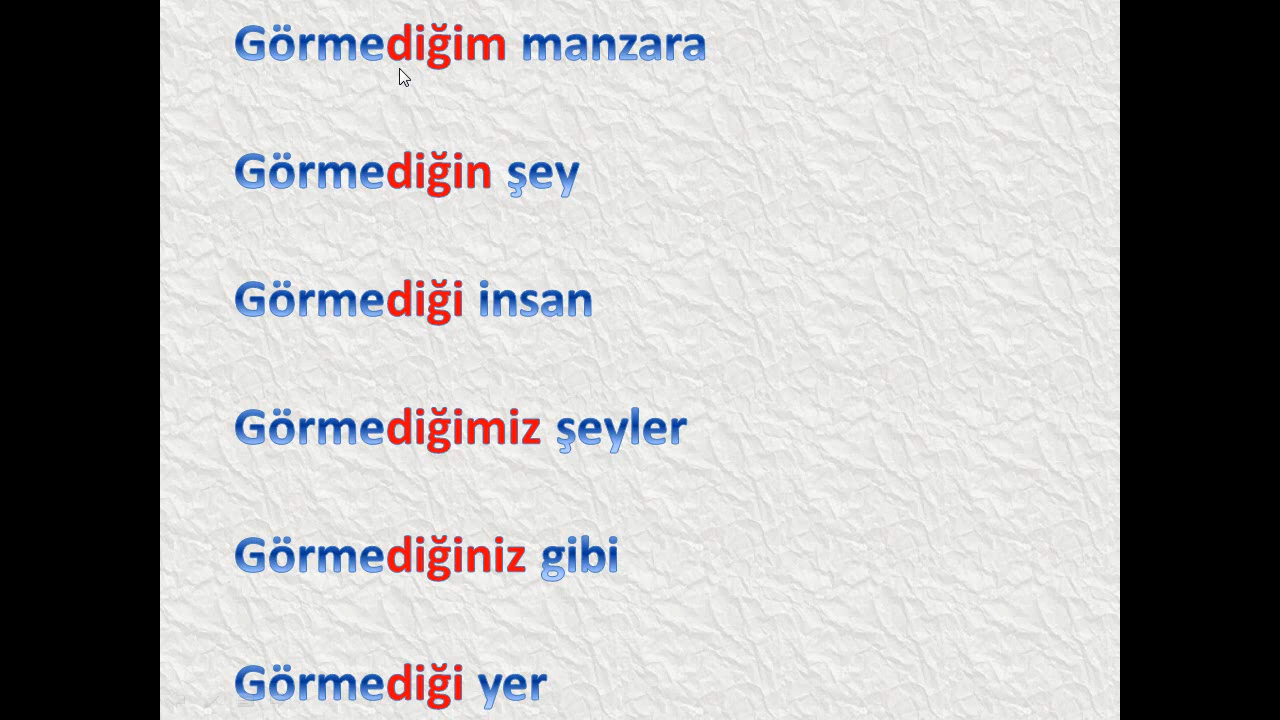 Görmediğim manzara
Görmediğin şey
Görmediği insan
Görmediğimiz şeyler
Görmediğiniz gibi
Görmediği yer